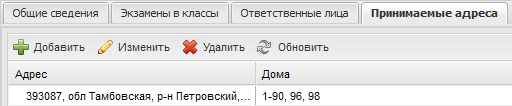 Общие сведения Экзамены в классы Ответственные лица Принимаемые адреса
Добавить Изменить Удалить Обновить
Адрес Дома
393087, обл Тамбовская, р-н Петровский,... 1-90, 96, 98